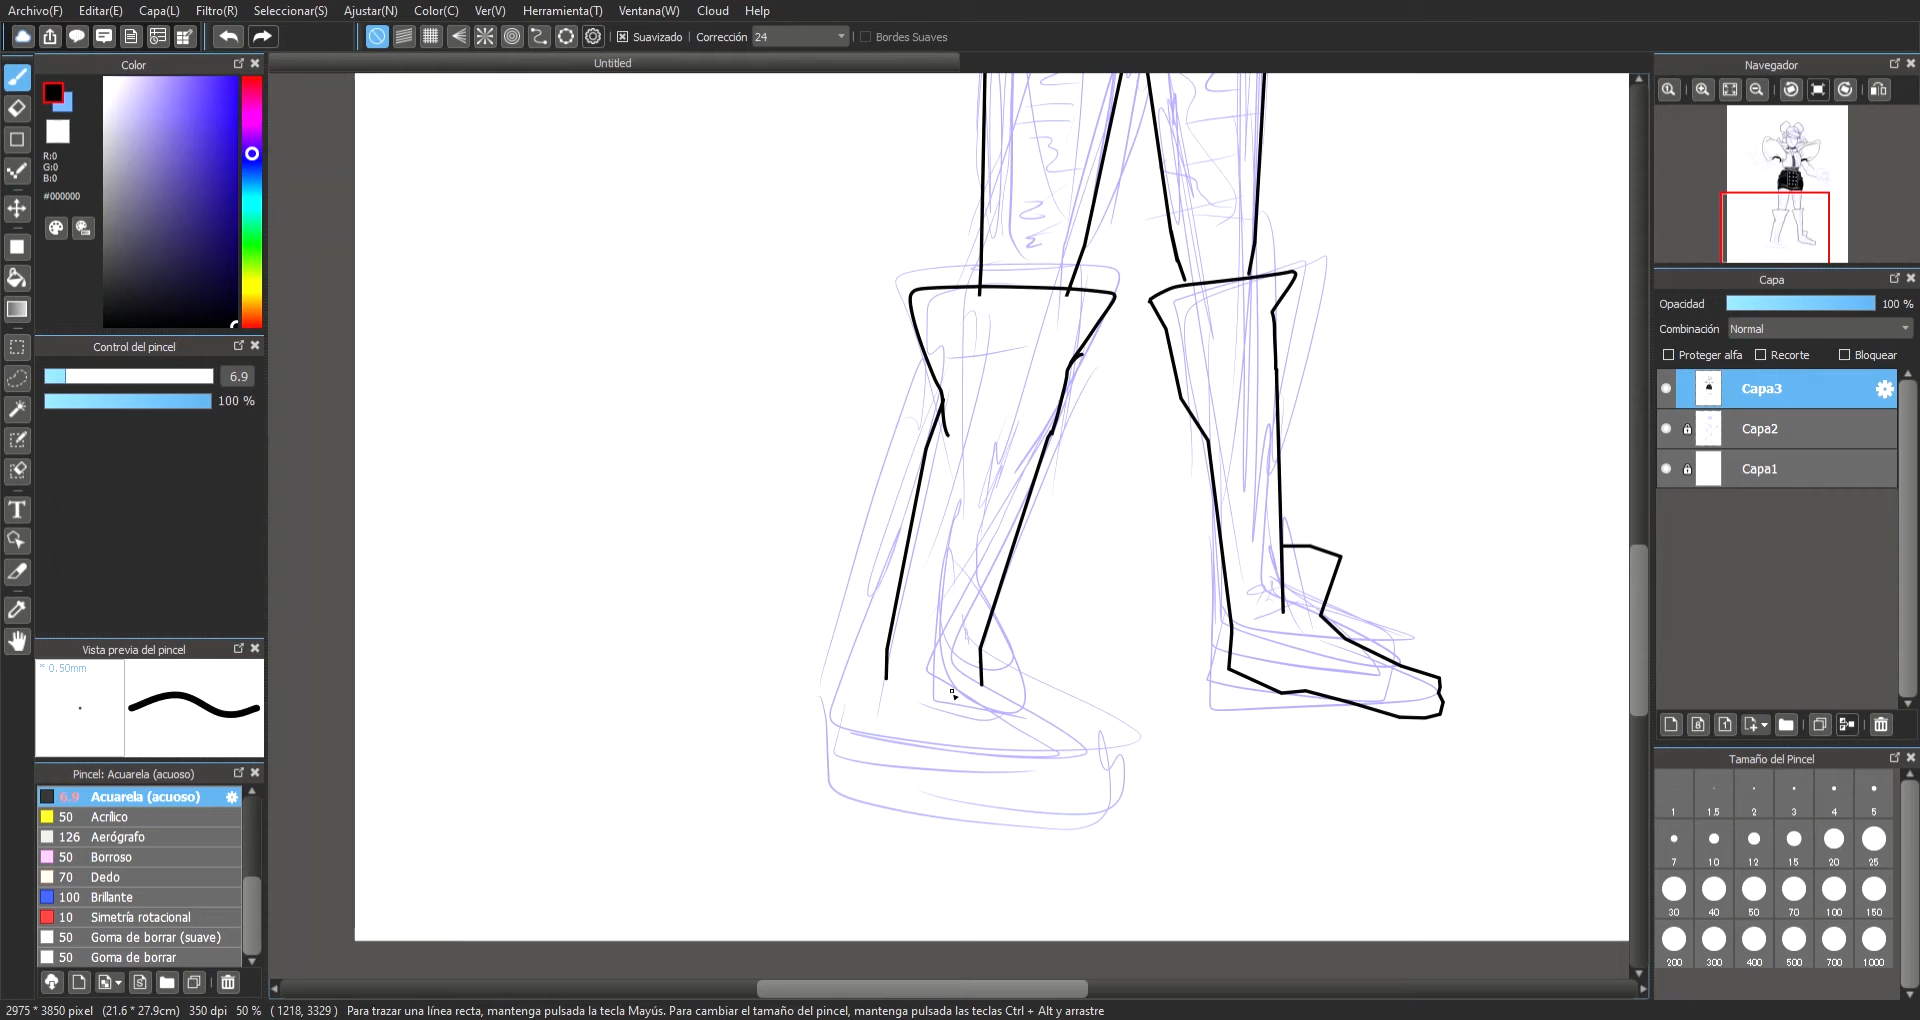 Archivo(F) Editar(E) Capa(L) Filtro(R) Seleccionar(S) Ajustar(N) Color(C) Ver(V) Herramienta(T) Ventana(W) Cloud Help
Suavizado Corrección 24 Bordes Suaves
Untitled
Color
R:0
G:0
B:0
#000000
Control del pincel
6.9
100 %
Vista previa del pincel
* 0.50mm
Pincel: Acuarela (acuoso)
6.9 Acuarela (acuoso)
50 Acrílico
126 Aerógrafo
50 Borroso
70 Dedo
100 Brillante
10 Simetría rotacional
50 Goma de borrar (suave)
50 Goma de borrar
Navegador
Capa
Opacidad 100 %
Combinación Normal
Proteger alfa Recorte Bloquear
Capa3
Capa2
Capa1
Tamaño del Pincel
1 1.5 2 3 4 5
7 10 12 15 20 25
30 40 50 70 100 150
200 300 400 500 700 1000
2975 * 3850 pixel (21.6 * 27.9cm) 350 dpi 50 % ( 1218, 3329 ) Para trazar una línea recta, mantenga pulsada la tecla Mayús. Para cambiar el tamaño del pincel, mantenga pulsada las teclas Ctrl + Alt y arrastre